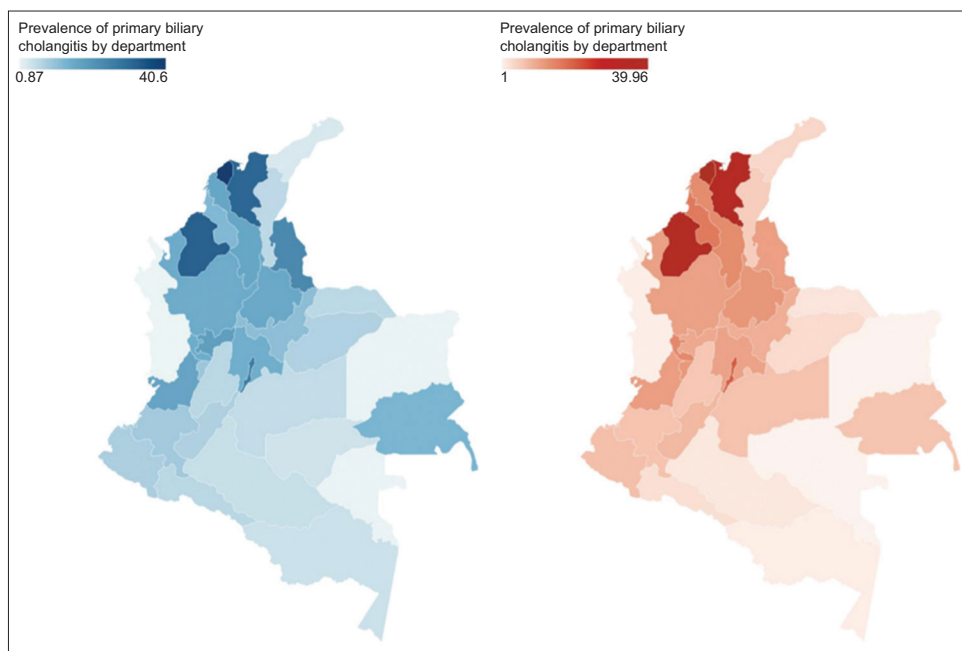 Prevalence of primary biliary
cholangitis by department
0.87 40.6
Prevalence of primary biliary
cholangitis by department
1 39.96